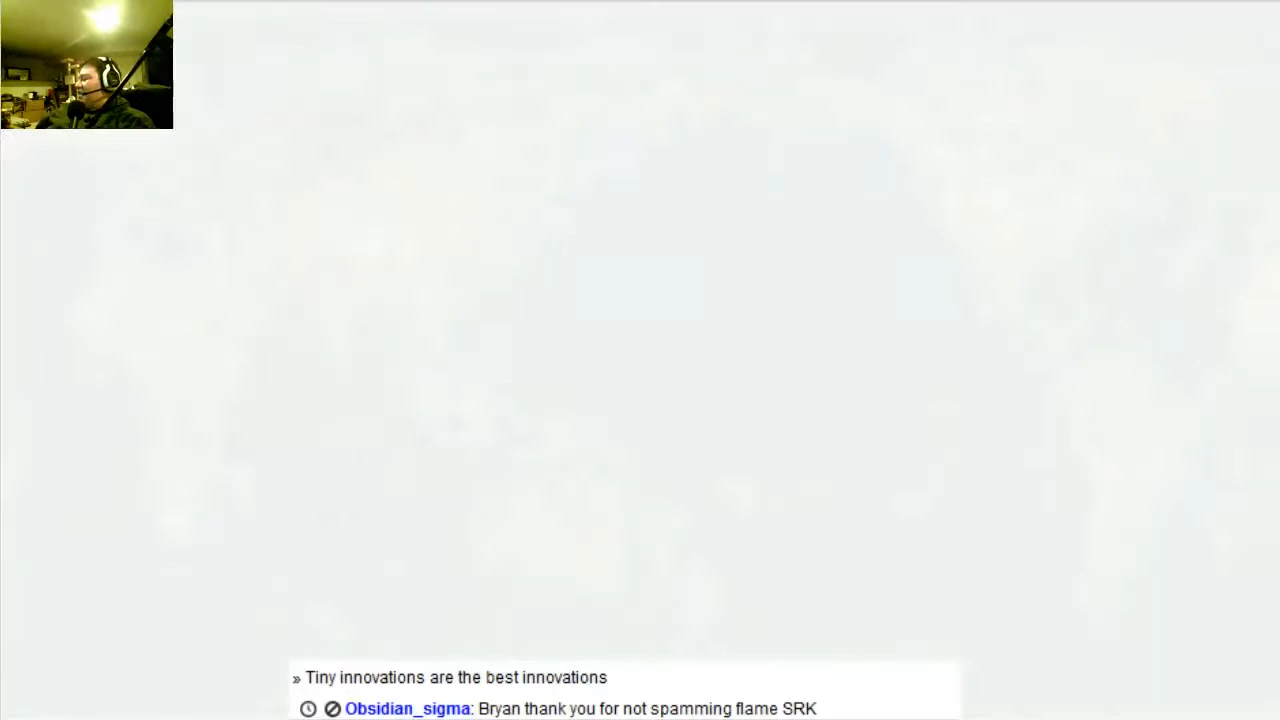 » Tiny innovations are the best innovations
Obsidian_sigma: Bryan thank you for not spamming flame SRK